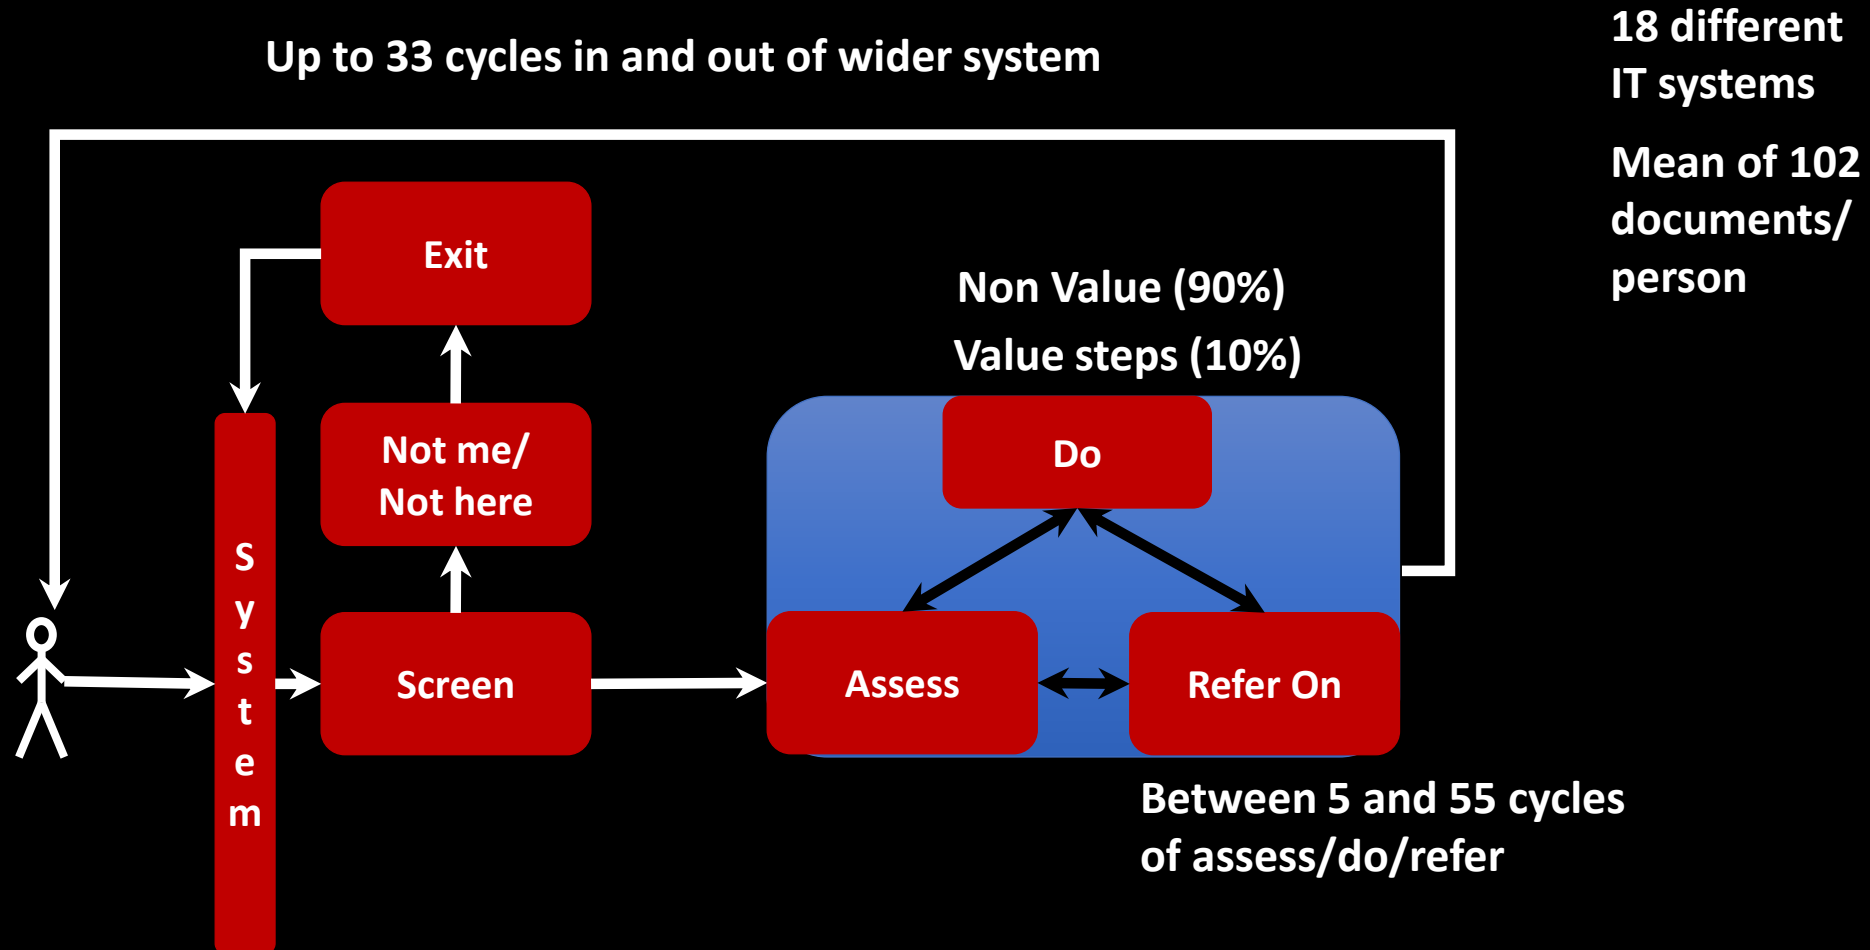 Up to 33 cycles in and out of wider system
18 different
IT systems
Mean of 102
documents/
person
Exit
Non Value (90%)
Value steps (10%)
Not me/
Not here
Do
System
Screen
Assess
Refer On
Between 5 and 55 cycles
of assess/do/refer